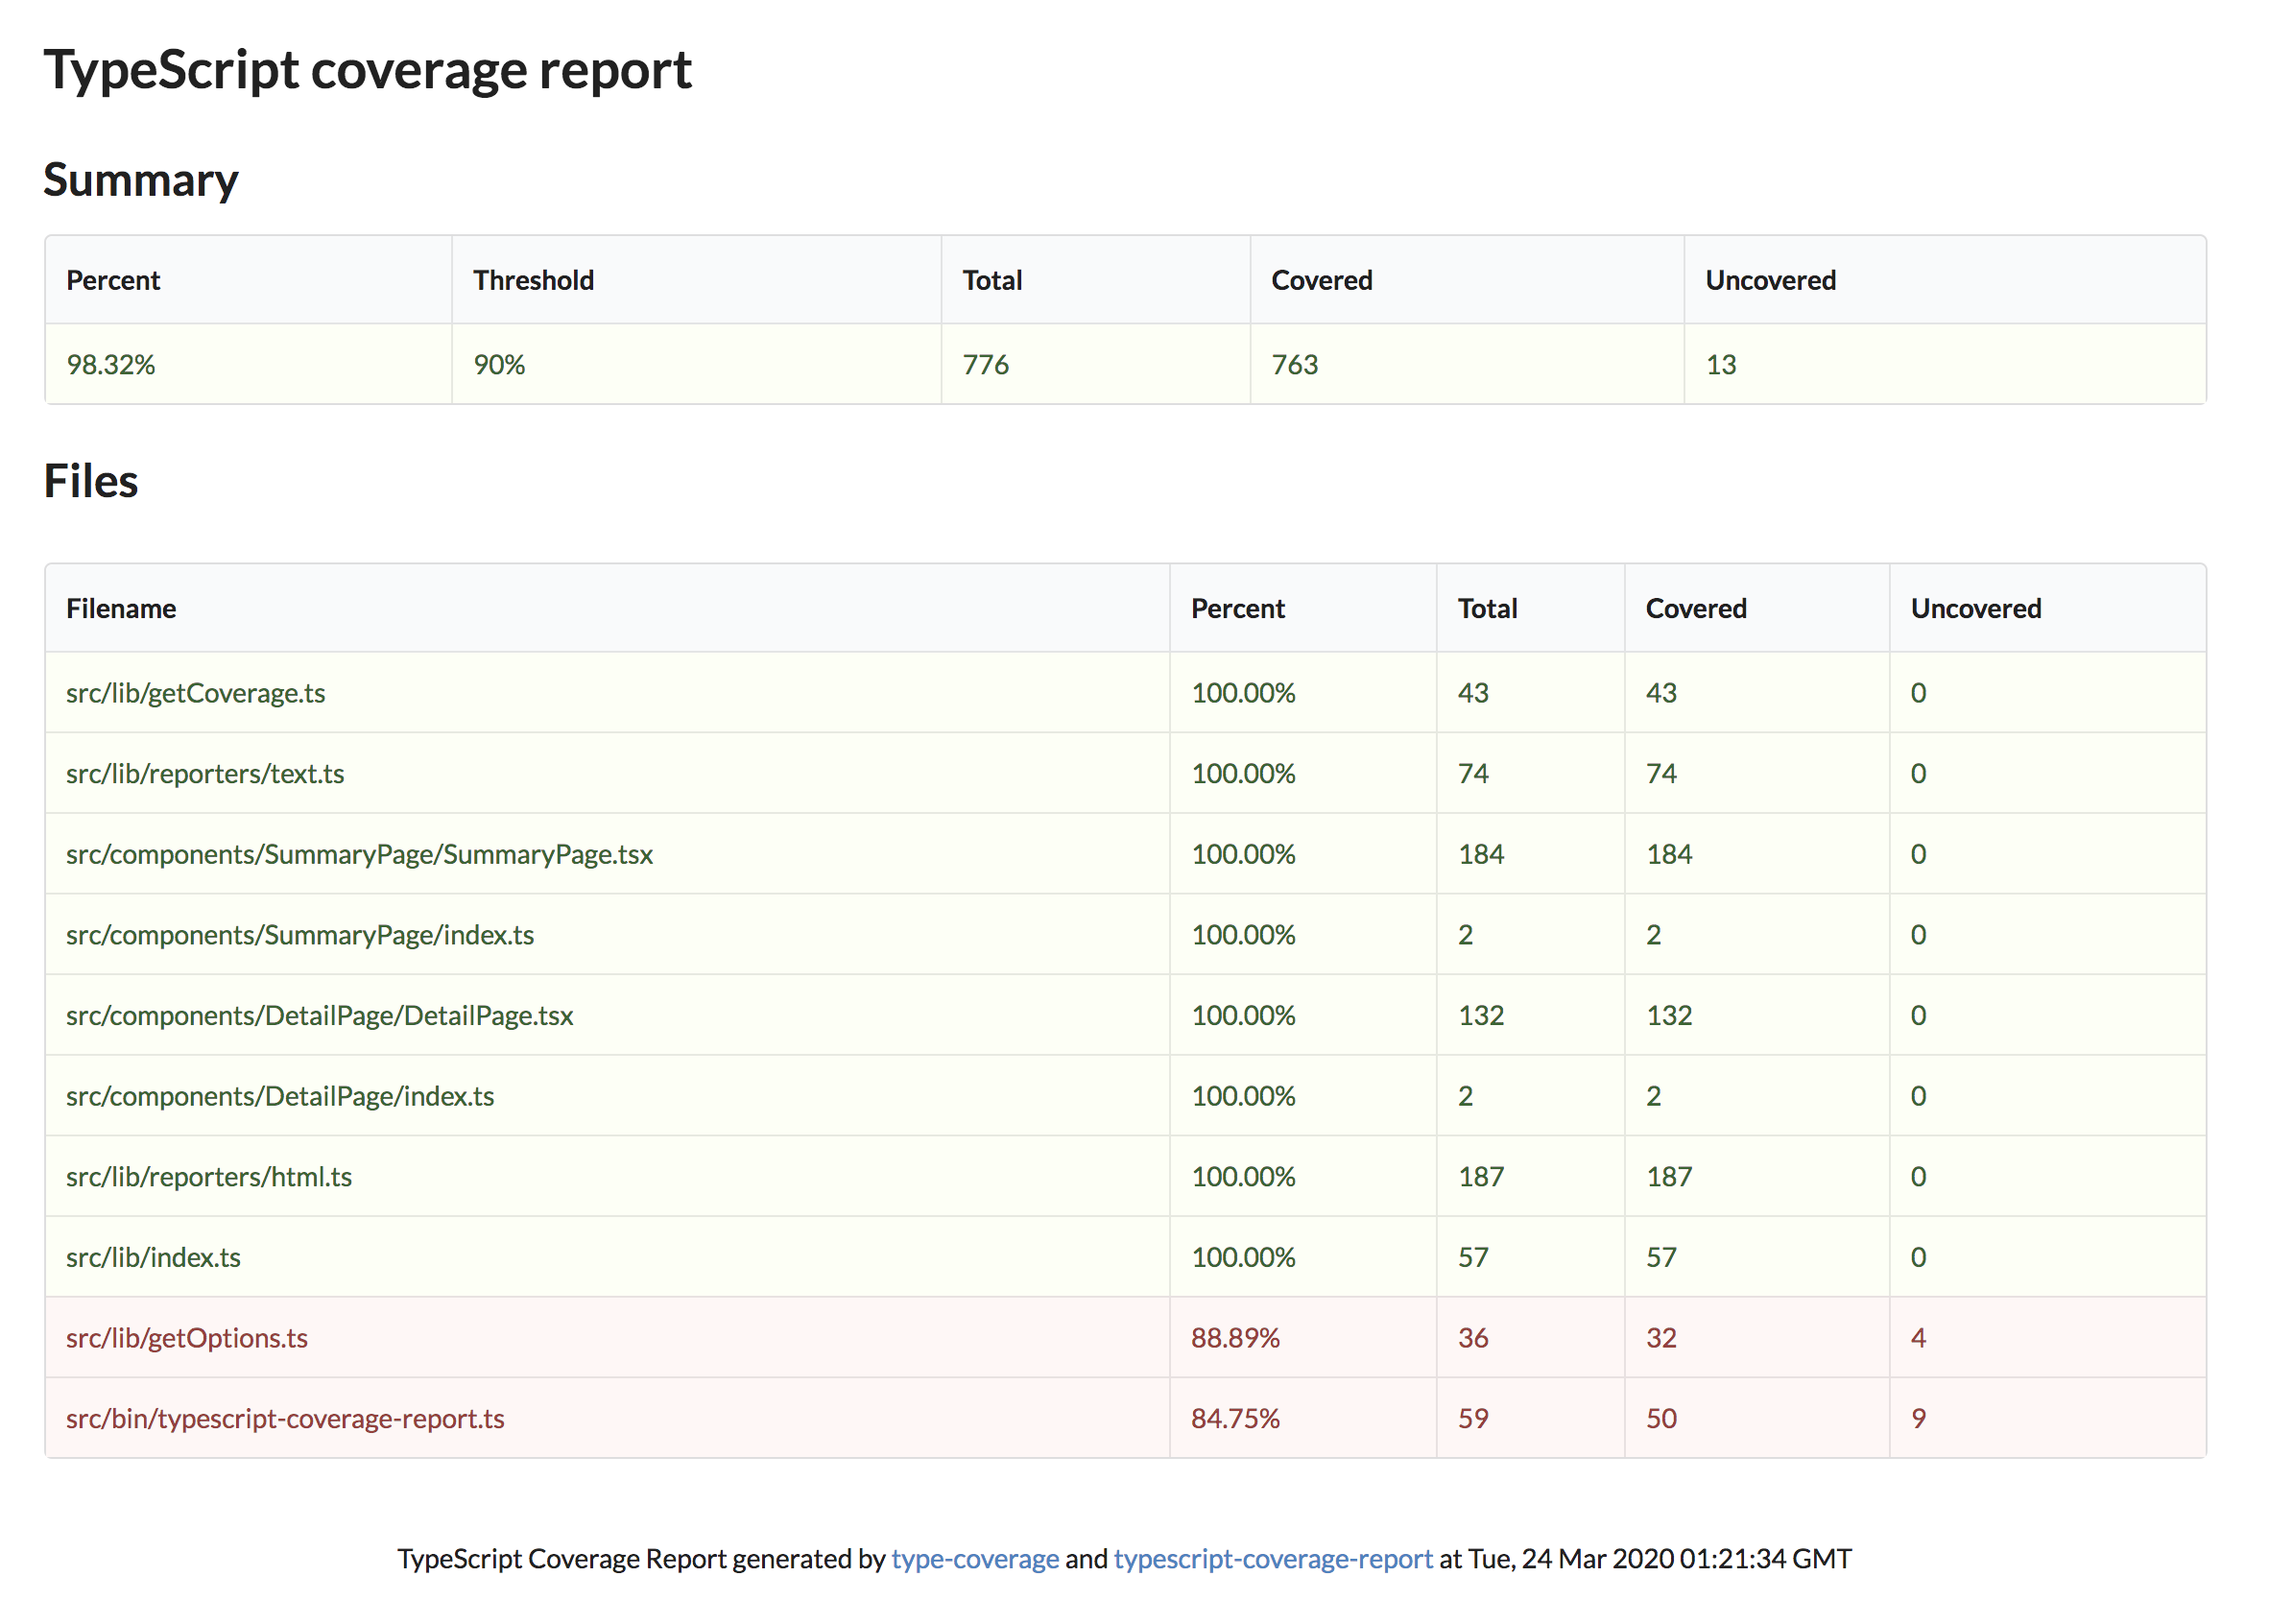 TypeScript coverage report
Summary
Percent Threshold Total Covered Uncovered
98.32% 90% 776 763 13
Files
Filename Percent Total Covered Uncovered
src/lib/getCoverage.ts 100.00% 43 43 0
src/lib/reporters/text.ts 100.00% 74 74 0
src/components/SummaryPage/SummaryPage.tsx 100.00% 184 184 0
src/components/SummaryPage/index.ts 100.00% 2 2 0
src/components/DetailPage/DetailPage.tsx 100.00% 132 132 0
src/components/DetailPage/index.ts 100.00% 2 2 0
src/lib/reporters/html.ts 100.00% 187 187 0
src/lib/index.ts 100.00% 57 57 0
src/lib/getOptions.ts 88.89% 36 32 4
src/bin/typescript-coverage-report.ts 84.75% 59 50 9
TypeScript Coverage Report generated by type-coverage and typescript-coverage-report at Tue, 24 Mar 2020 01:21:34 GMT